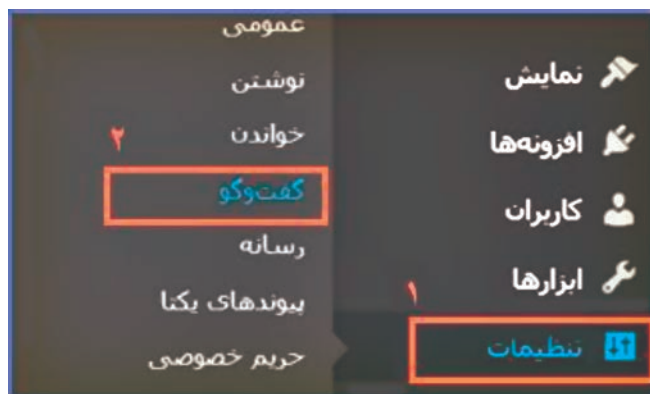 نمایش
افزونه‌ها
کاربران
ابزارها
۱
تنظیمات
عمومی
نوشتن
خواندن
۲
گفت‌وگو
رسانه
پیوندهای یکتا
حریم خصوصی